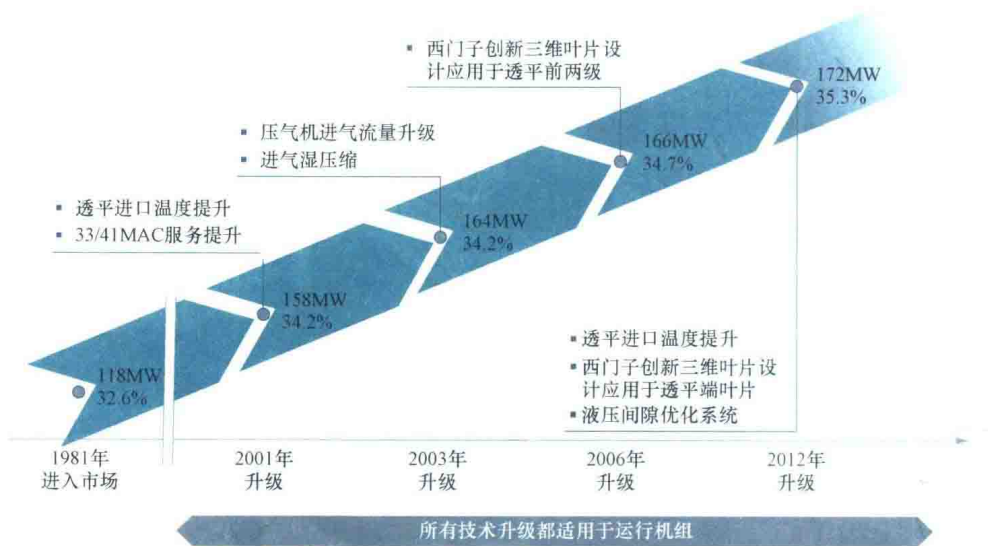 ▪ 西门子创新三维叶片设
计应用于透平前两级
172MW
35.3%
▪ 压气机进气流量升级
▪ 进气湿压缩
166MW
34.7%
▪ 透平进口温度提升
▪ 33/41MAC服务提升
164MW
34.2%
158MW
34.2%
▪ 透平进口温度提升
▪ 西门子创新三维叶片设
计应用于透平端叶片
▪ 液压间隙优化系统
118MW
32.6%
1981年
进入市场
2001年
升级
2003年
升级
2006年
升级
2012年
升级
所有技术升级都适用于运行机组